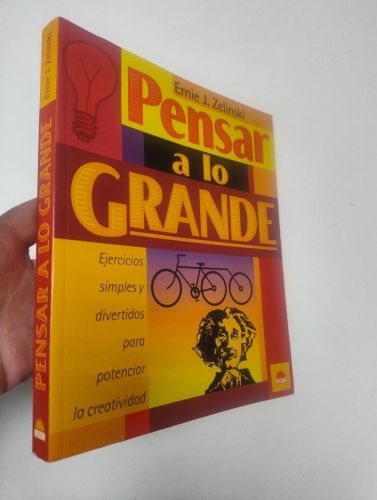 Ernie J. Zelinski
PENSAR A LO GRANDE
Ernie J. Zelinski
Pensar
a lo
GRANDE
Ejercicios
simples y
divertidos
para
potenciar
la creatividad